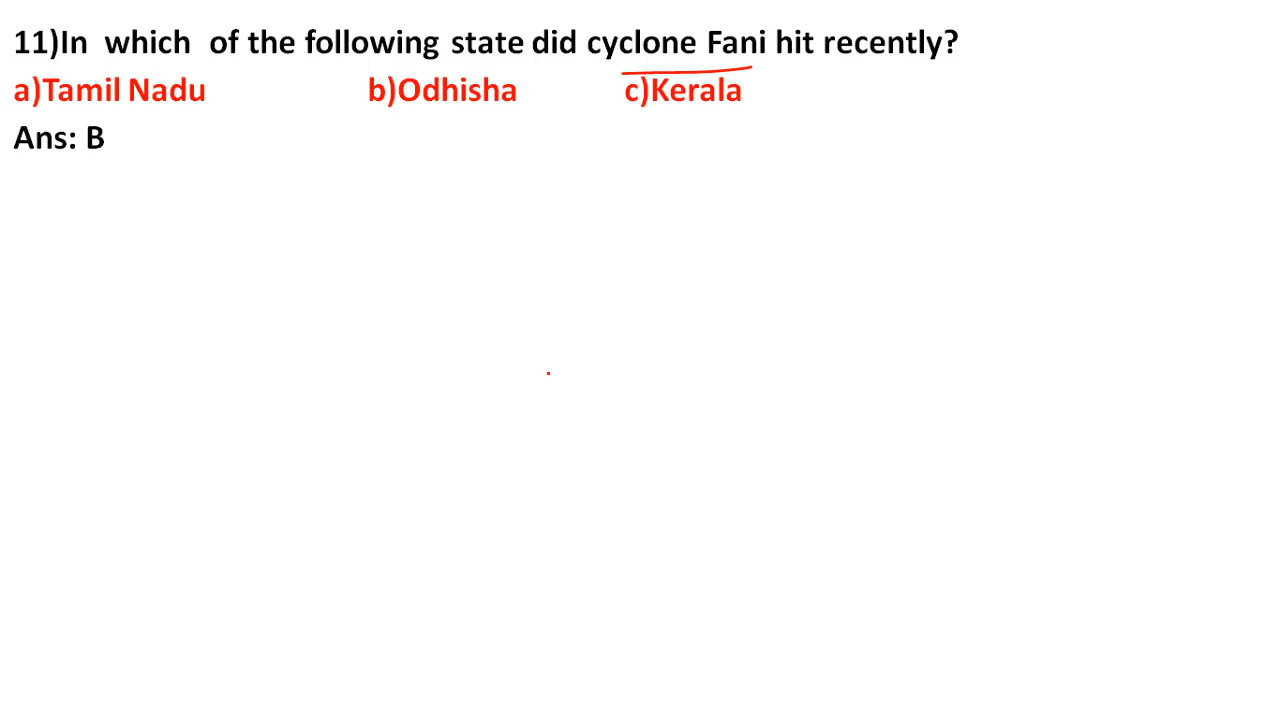 11)In which of the following state did cyclone Fani hit recently?
a)Tamil Nadu b)Odhisha c)Kerala
Ans: B